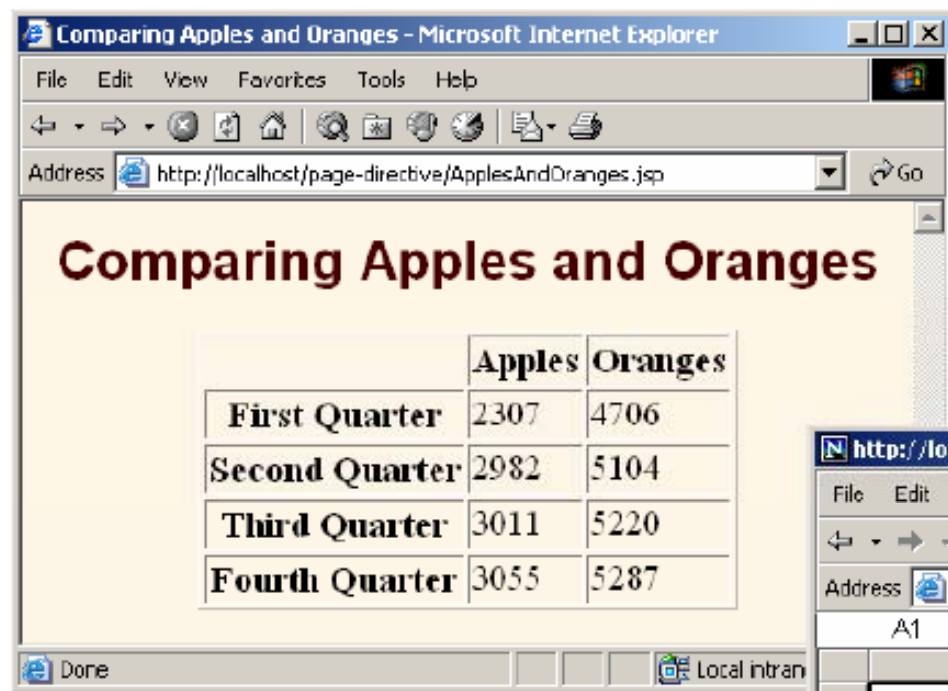 Comparing Apples and Oranges - Microsoft Internet Explorer
File Edit View Favorites Tools Help
Address http://localhost/page-directive/ApplesAndOranges.jsp Go
Comparing Apples and Oranges
Apples Oranges
First Quarter 2307 4706
Second Quarter 2982 5104
Third Quarter 3011 5220
Fourth Quarter 3055 5287
Done Local intran
N http://lo
File Edit
Address
A1